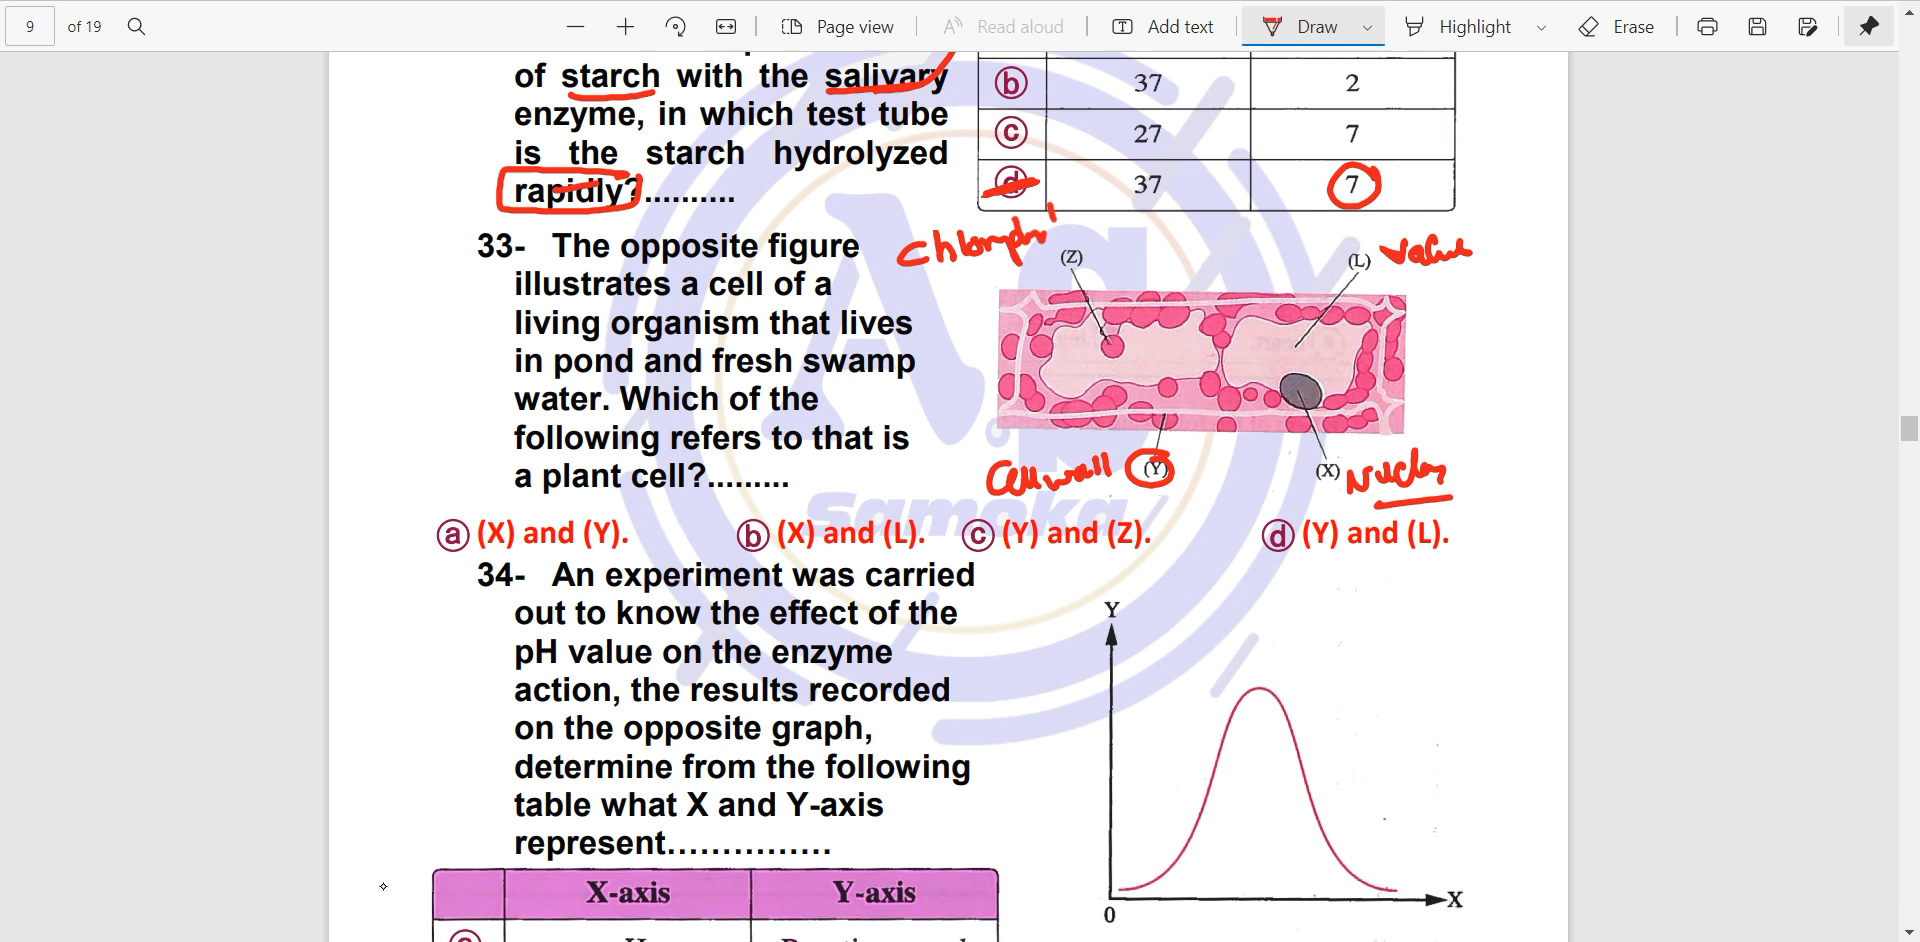 9 of 19 Page view Read aloud Add text Draw Highlight Erase
of starch with the salivary
enzyme, in which test tube
is the starch hydrolyzed
rapidly?..........
b 37 2
c 27 7
d 37 7
33- The opposite figure
illustrates a cell of a
living organism that lives
in pond and fresh swamp
water. Which of the
following refers to that is
a plant cell?.........
(Z)
(L)
Cell wall (Y)
(X)
a (X) and (Y). b (X) and (L). c (Y) and (Z). d (Y) and (L).
34- An experiment was carried
out to know the effect of the
pH value on the enzyme
action, the results recorded
on the opposite graph,
determine from the following
table what X and Y-axis
represent...............
Y
X
0
X-axis Y-axis
A.g
Samoka